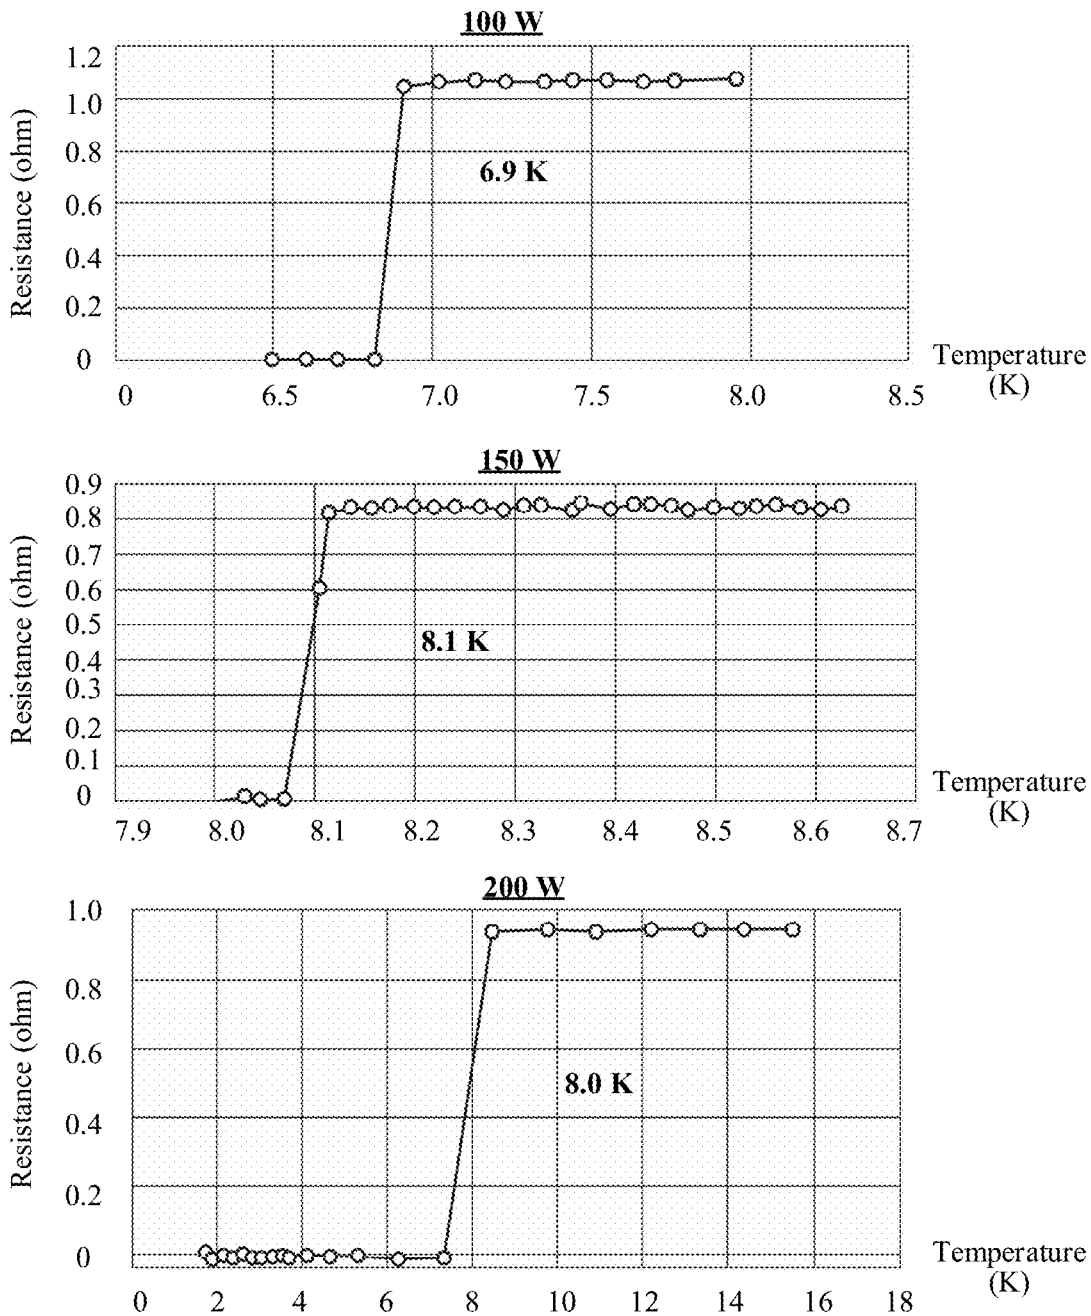 100 W
1.2
1.0
0.8
0.6
0.4
0.2
0
Resistance (ohm)
6.9 K
0 6.5 7.0 7.5 8.0 8.5
Temperature
(K)
150 W
0.9
0.8
0.7
0.6
0.5
0.4
0.3
0.2
0.1
0
Resistance (ohm)
8.1 K
7.9 8.0 8.1 8.2 8.3 8.4 8.5 8.6 8.7
Temperature
(K)
200 W
1.0
0.8
0.6
0.4
0.2
0
Resistance (ohm)
8.0 K
0 2 4 6 8 10 12 14 16 18
Temperature
(K)